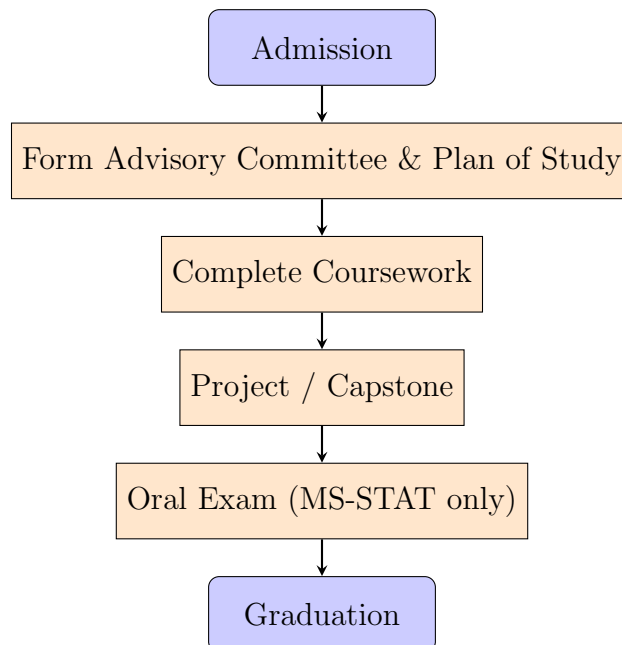 Admission
Form Advisory Committee & Plan of Study
Complete Coursework
Project / Capstone
Oral Exam (MS-STAT only)
Graduation